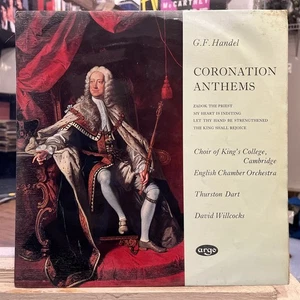 McCARTNEY
G.F. Handel
CORONATION
ANTHEMS
ZADOK THE PRIEST
MY HEART IS INDITING
LET THY HAND BE STRENGTHENED
THE KING SHALL REJOICE
Choir of King's College,
Cambridge
English Chamber Orchestra
Thurston Dart
David Willcocks
argo